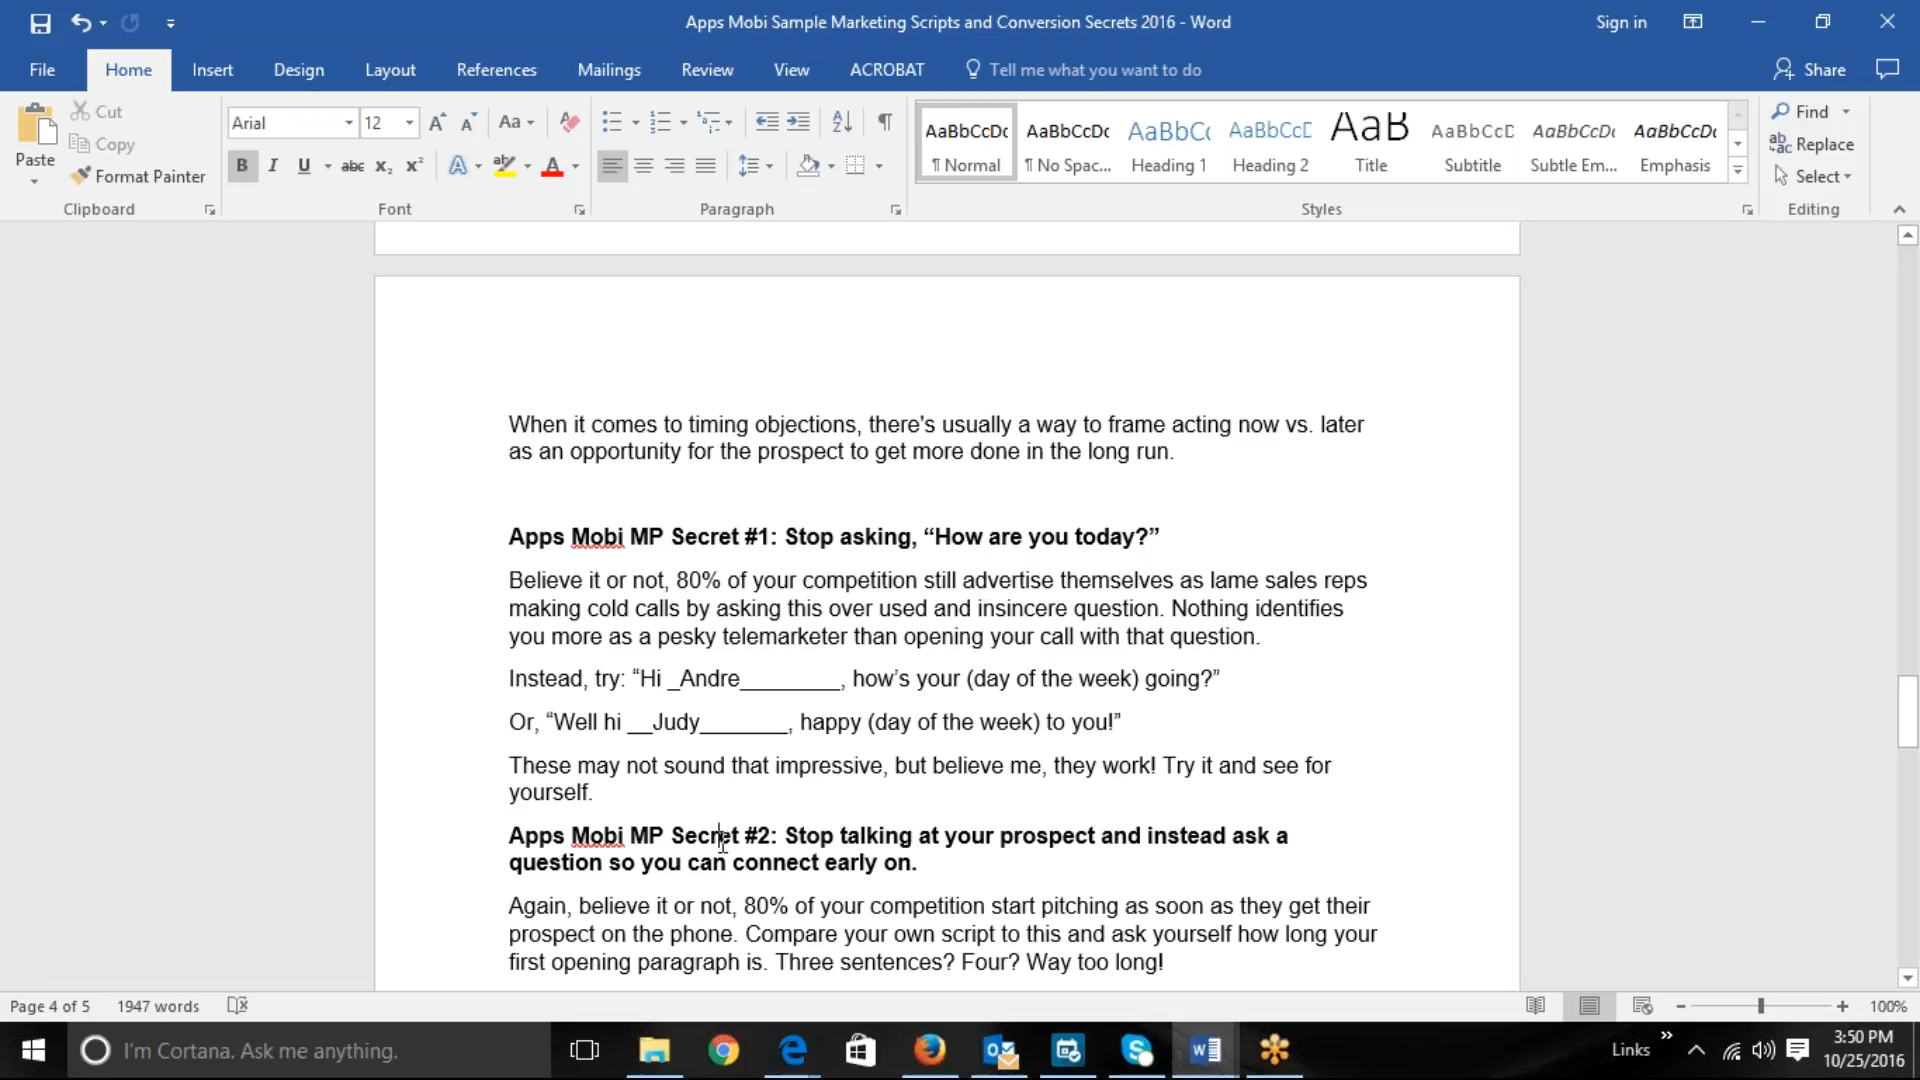 Apps Mobi Sample Marketing Scripts and Conversion Secrets 2016 - Word
Sign in
File Home Insert Design Layout References Mailings Review View ACROBAT Tell me what you want to do
Share
Paste
Cut
Copy
Format Painter
Clipboard
Arial 12
Font
Paragraph
AaBbCcDc AaBbCcDc AaBbCc AaBbCcD AaB AaBbCcD AaBbCcDc AaBbCcDc
¶ Normal ¶ No Spac... Heading 1 Heading 2 Title Subtitle Subtle Em... Emphasis
Styles
Find
Replace
Select
Editing
When it comes to timing objections, there's usually a way to frame acting now vs. later
as an opportunity for the prospect to get more done in the long run.
Apps Mobi MP Secret #1: Stop asking, “How are you today?”
Believe it or not, 80% of your competition still advertise themselves as lame sales reps
making cold calls by asking this over used and insincere question. Nothing identifies
you more as a pesky telemarketer than opening your call with that question.
Instead, try: “Hi _Andre________, how’s your (day of the week) going?”
Or, “Well hi __Judy_______, happy (day of the week) to you!”
These may not sound that impressive, but believe me, they work! Try it and see for
yourself.
Apps Mobi MP Secret #2: Stop talking at your prospect and instead ask a
question so you can connect early on.
Again, believe it or not, 80% of your competition start pitching as soon as they get their
prospect on the phone. Compare your own script to this and ask yourself how long your
first opening paragraph is. Three sentences? Four? Way too long!
Page 4 of 5 1947 words
100%
I'm Cortana. Ask me anything.
Links
3:50 PM
10/25/2016